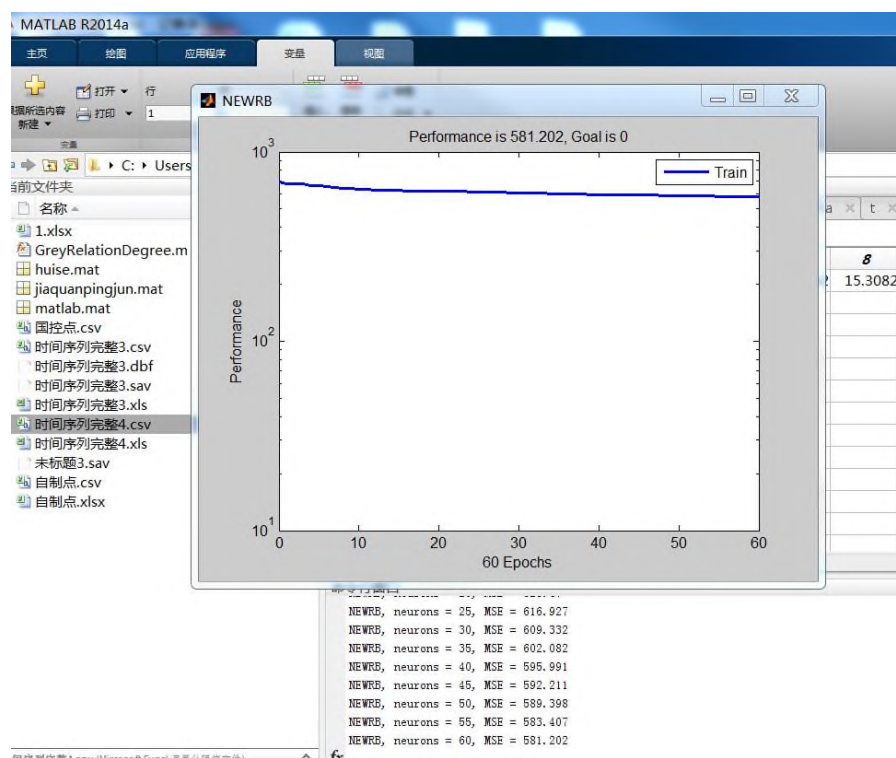 MATLAB R2014a
主页 绘图 应用程序 变量 视图
打开 行
新建 打印 1
变量
C: Users
当前文件夹
名称
1.xlsx
GreyRelationDegree.m
huise.mat
jiaquanpingjun.mat
matlab.mat
国控点.csv
时间序列完整3.csv
时间序列完整3.dbf
时间序列完整3.sav
时间序列完整3.xls
时间序列完整4.csv
时间序列完整4.xls
未标题3.sav
自制点.csv
自制点.xlsx
NEWRB
Performance is 581.202, Goal is 0
Train
Performance
10^3
10^2
10^1
0 10 20 30 40 50 60
60 Epochs
a t
8
15.3082
NEWRB, neurons = 25, MSE = 616.927
NEWRB, neurons = 30, MSE = 609.332
NEWRB, neurons = 35, MSE = 602.082
NEWRB, neurons = 40, MSE = 595.991
NEWRB, neurons = 45, MSE = 592.211
NEWRB, neurons = 50, MSE = 589.398
NEWRB, neurons = 55, MSE = 583.407
NEWRB, neurons = 60, MSE = 581.202
fx